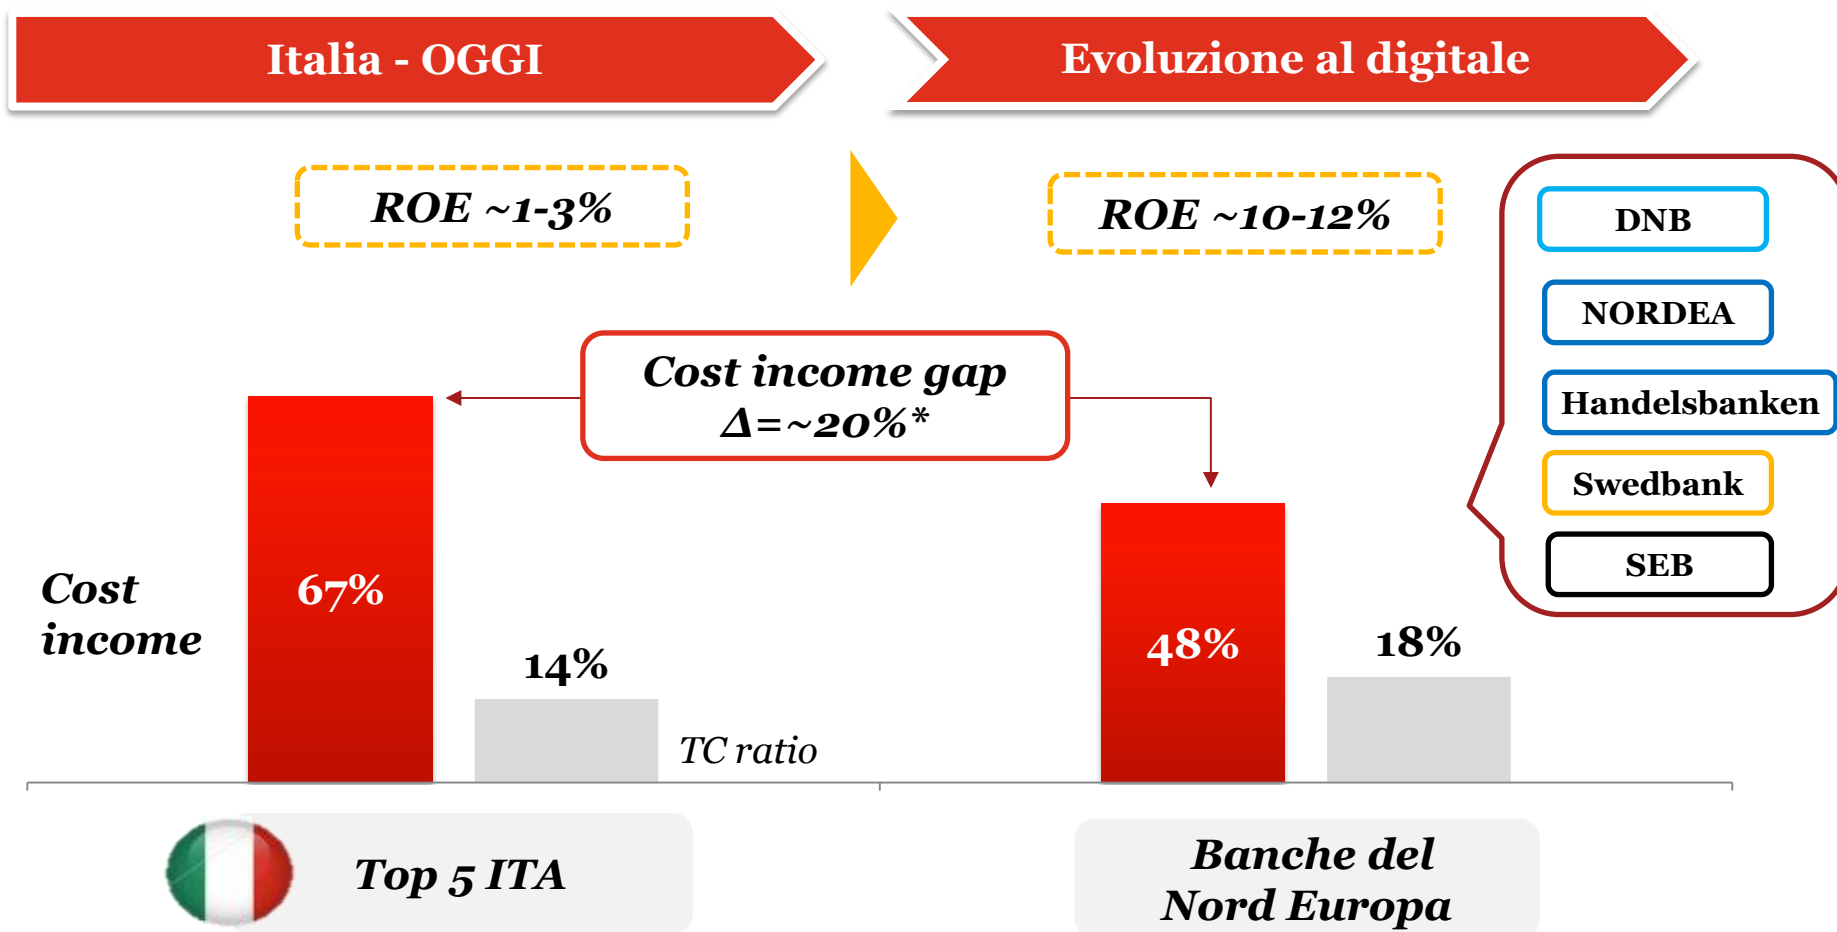 Italia - OGGI
Evoluzione al digitale
ROE ~1-3%
ROE ~10-12%
DNB
NORDEA
Handelsbanken
Swedbank
SEB
Cost income gap
Δ=~20%*
Cost
income
67%
14%
TC ratio
48%
18%
Top 5 ITA
Banche del
Nord Europa